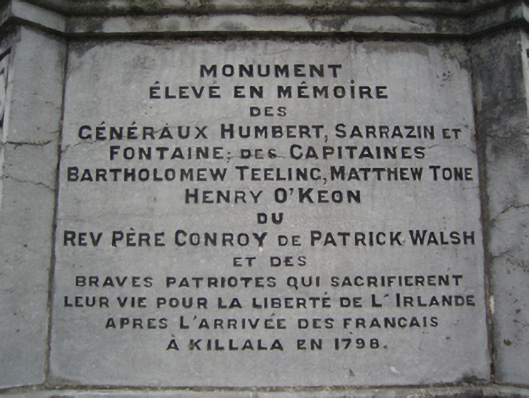 MONUMENT
ÉLEVÉ EN MÉMOIRE
DES
GÉNÉRAUX HUMBERT, SARRAZIN ET
FONTAINE; DES CAPITAINES
BARTHOLOMEW TEELING, MATTHEW TONE
HENRY O'KEON
DU
REV PÈRE CONROY DE PATRICK WALSH
ET DES
BRAVES PATRIOTES QUI SACRIFIERENT
LEUR VIE POUR LA LIBERTÉ DE L'IRLANDE
APRES L'ARRIVÉE DES FRANÇAIS
À KILLALA EN 1798.